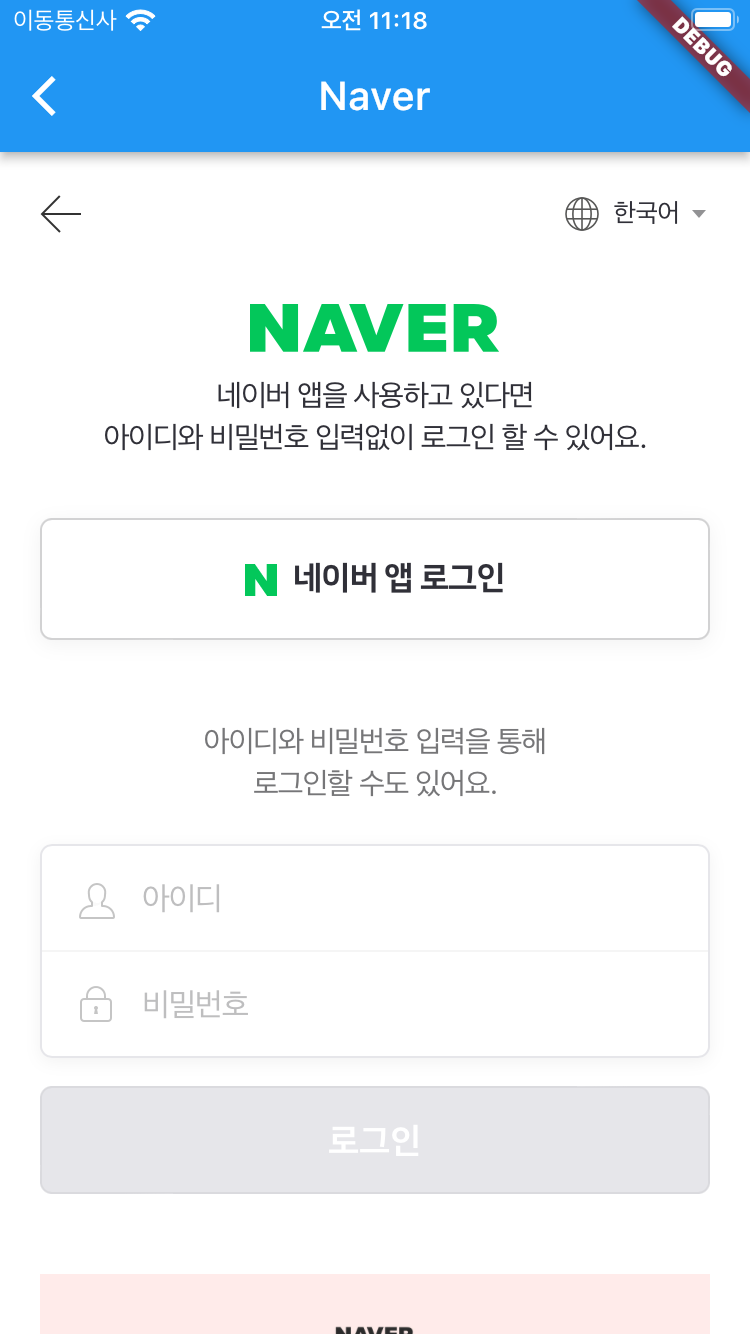 이동통신사
오전 11:18
DEBUG
Naver
한국어
NAVER
네이버 앱을 사용하고 있다면
아이디와 비밀번호 입력없이 로그인 할 수 있어요.
N 네이버 앱 로그인
아이디와 비밀번호 입력을 통해
로그인할 수도 있어요.
아이디
비밀번호
로그인
NAVER